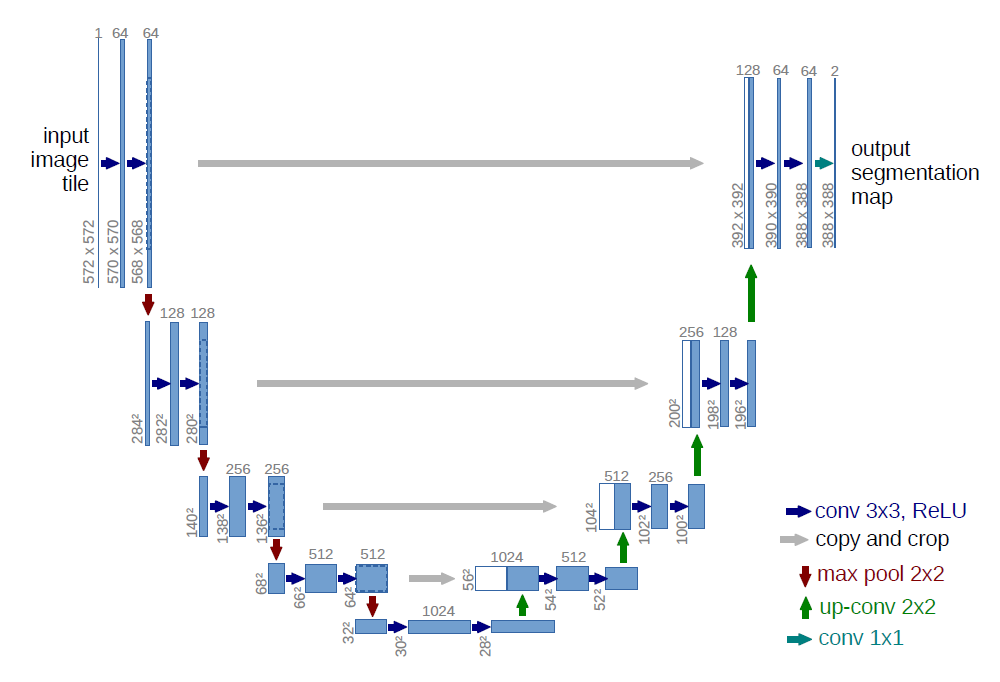 1 64 64
input
image
tile
572 x 572
570 x 570
568 x 568
128 64 64 2
output
segmentation
map
392 x 392
390 x 390
388 x 388
388 x 388
128 128
284²
282²
280²
256 128
200²
198²
196²
256 256
140²
138²
136²
512 256
104²
102²
100²
512 512
68²
66²
64²
1024 512
56²
54²
52²
1024
32²
30²
28²
conv 3x3, ReLU
copy and crop
max pool 2x2
up-conv 2x2
conv 1x1